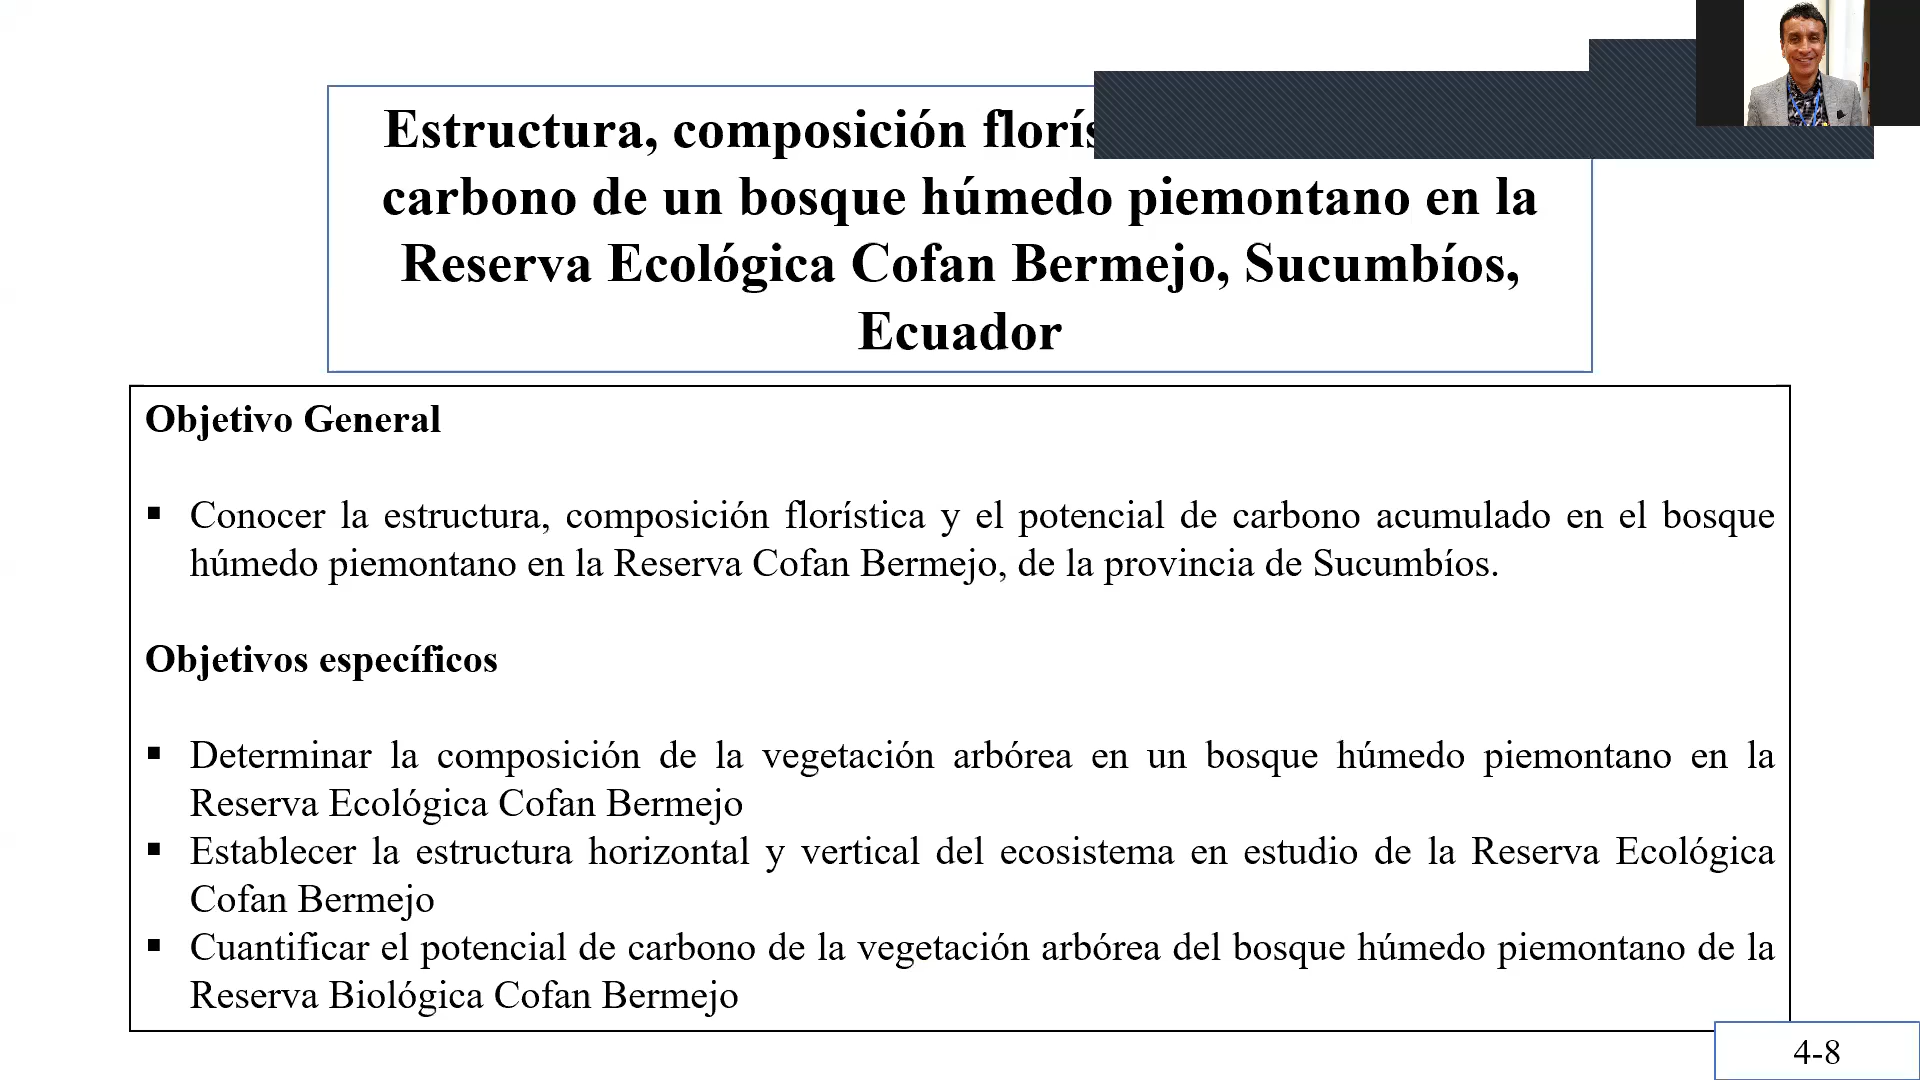 Estructura, composición
carbono de un bosque húmedo piemontano en la
Reserva Ecológica Cofan Bermejo, Sucumbíos,
Ecuador
Objetivo General
▪ Conocer la estructura, composición florística y el potencial de carbono acumulado en el bosque
húmedo piemontano en la Reserva Cofan Bermejo, de la provincia de Sucumbíos.
Objetivos específicos
▪ Determinar la composición de la vegetación arbórea en un bosque húmedo piemontano en la
Reserva Ecológica Cofan Bermejo
▪ Establecer la estructura horizontal y vertical del ecosistema en estudio de la Reserva Ecológica
Cofan Bermejo
▪ Cuantificar el potencial de carbono de la vegetación arbórea del bosque húmedo piemontano de la
Reserva Biológica Cofan Bermejo
4-8